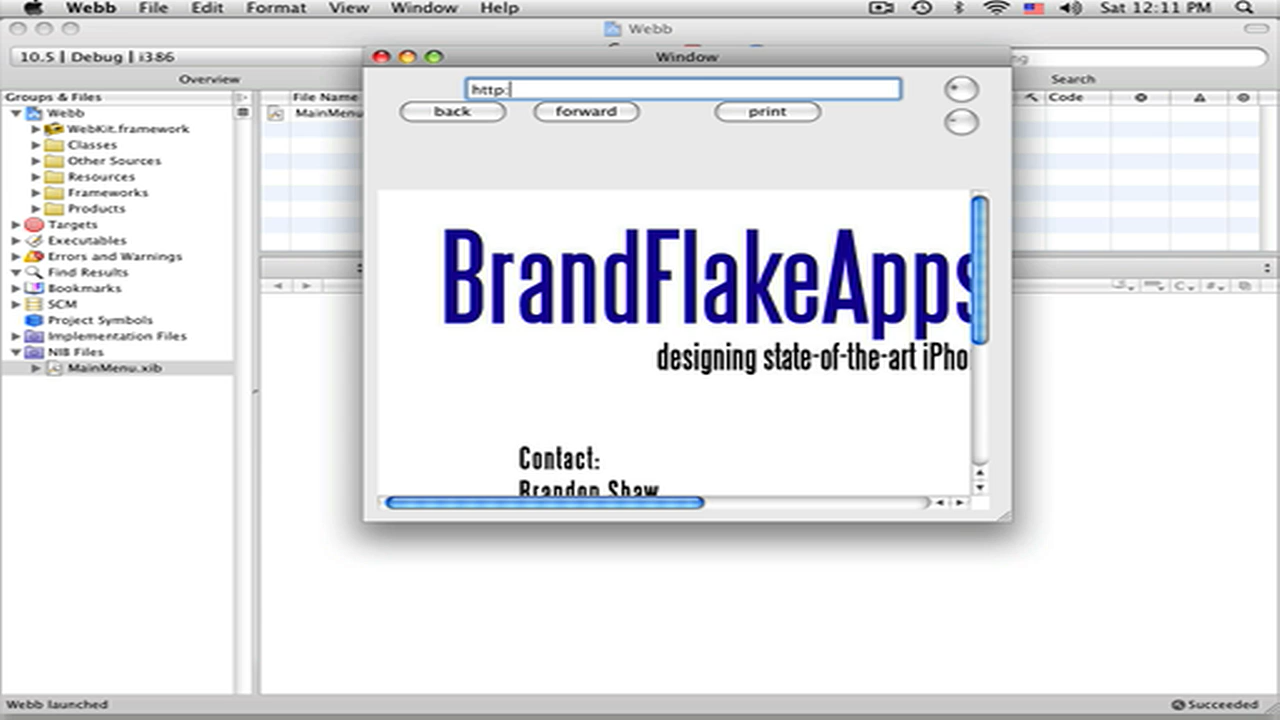 Webb File Edit Format View Window Help Sat 12:11 PM
Webb
10.5 | Debug | i386
Overview
Search
Window
http:
back forward print
Groups & Files
File Name
Code
Webb
MainMenu
WebKit.framework
Classes
Other Sources
Resources
Frameworks
Products
Targets
Executables
Errors and Warnings
Find Results
Bookmarks
SCM
Project Symbols
Implementation Files
NIB Files
MainMenu.xib
BrandFlakeApps
designing state-of-the-art iPho
Contact:
Brandon Shaw
Webb launched
Succeeded